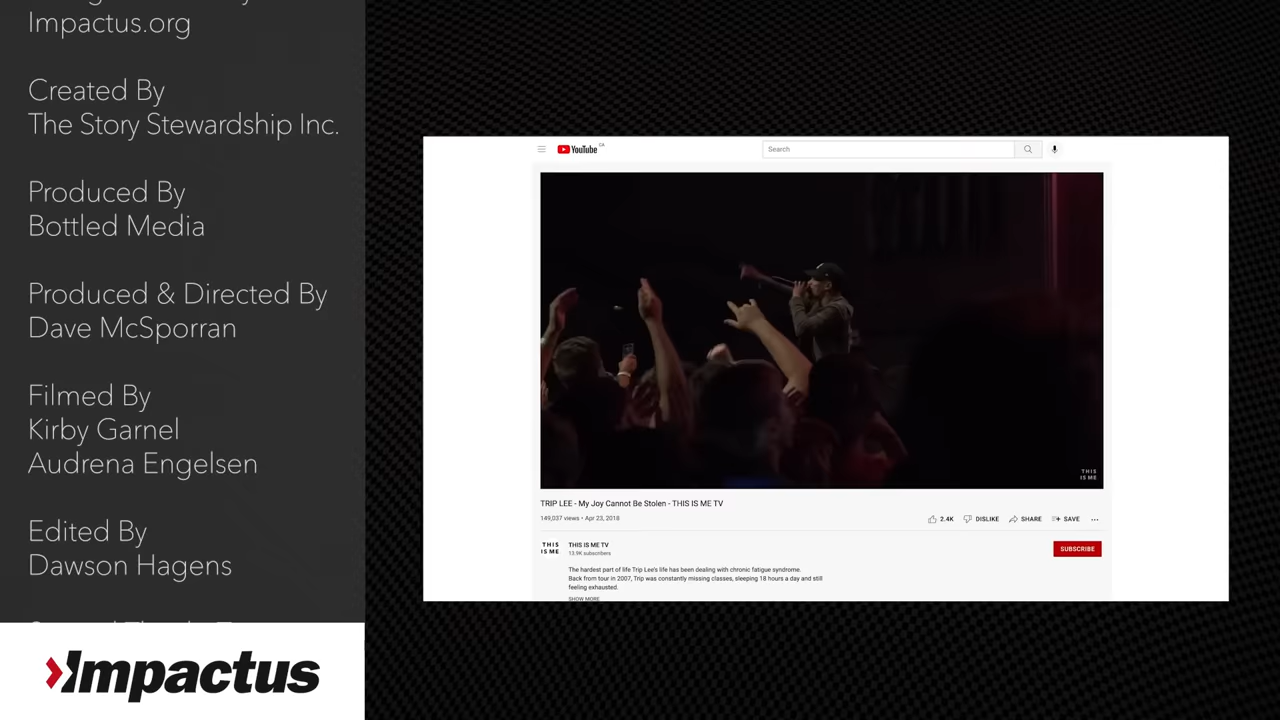 Impactus.org
Created By
The Story Stewardship Inc.
Produced By
Bottled Media
Produced & Directed By
Dave McSporran
Filmed By
Kirby Garnel
Audrena Engelsen
Edited By
Dawson Hagens
Impactus
YouTube CA
Search
THIS
IS ME
TRIP LEE - My Joy Cannot Be Stolen - THIS IS ME TV
149,037 views • Apr 23, 2018
2.4K DISLIKE SHARE SAVE ...
THIS
IS ME
THIS IS ME TV
13.9K subscribers
SUBSCRIBE
The hardest part of life Trip Lee's life has been dealing with chronic fatigue syndrome.
Back from tour in 2007, Trip was constantly missing classes, sleeping 18 hours a day and still
feeling exhausted.
SHOW MORE